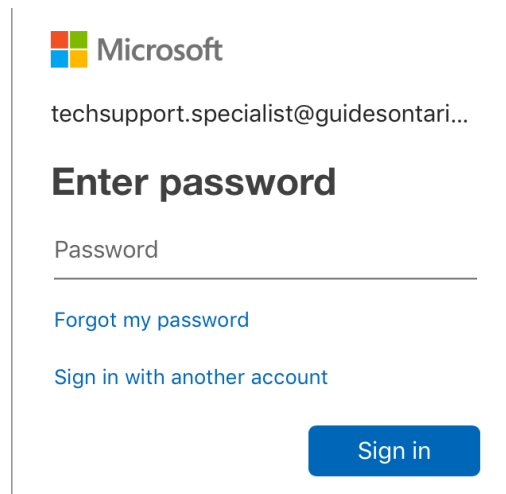 Microsoft
techsupport.specialist@guidesontari...
Enter password
Password
Forgot my password
Sign in with another account
Sign in